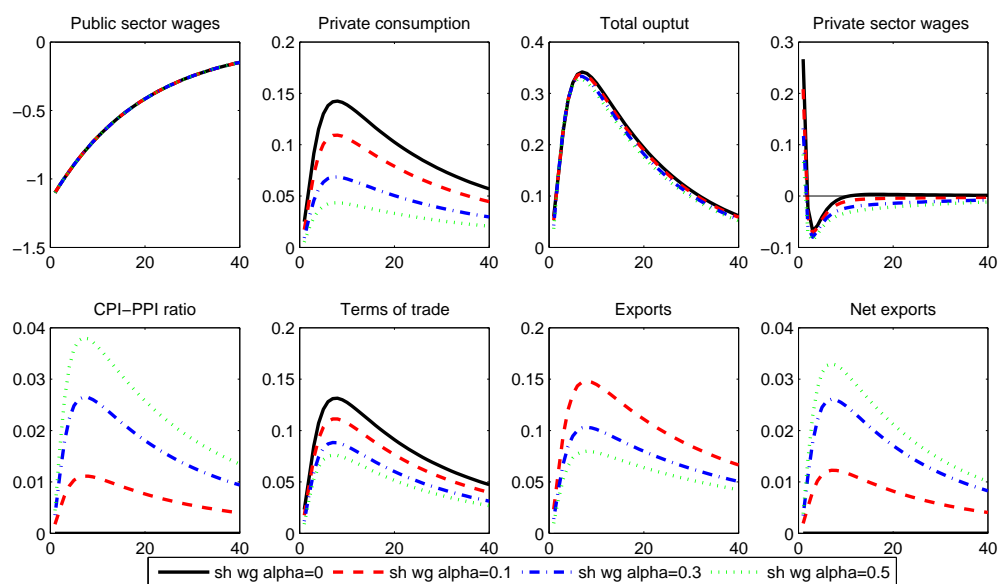 Public sector wages
0
−0.5
−1
−1.5
0 20 40
Private consumption
0.2
0.15
0.1
0.05
0
0 20 40
Total ouptut
0.4
0.3
0.2
0.1
0
0 20 40
Private sector wages
0.3
0.2
0.1
0
−0.1
0 20 40
CPI−PPI ratio
0.04
0.03
0.02
0.01
0
0 20 40
Terms of trade
0.2
0.15
0.1
0.05
0
0 20 40
Exports
0.2
0.15
0.1
0.05
0
0 20 40
Net exports
0.04
0.03
0.02
0.01
0
0 20 40
sh wg alpha=0 sh wg alpha=0.1 sh wg alpha=0.3 sh wg alpha=0.5